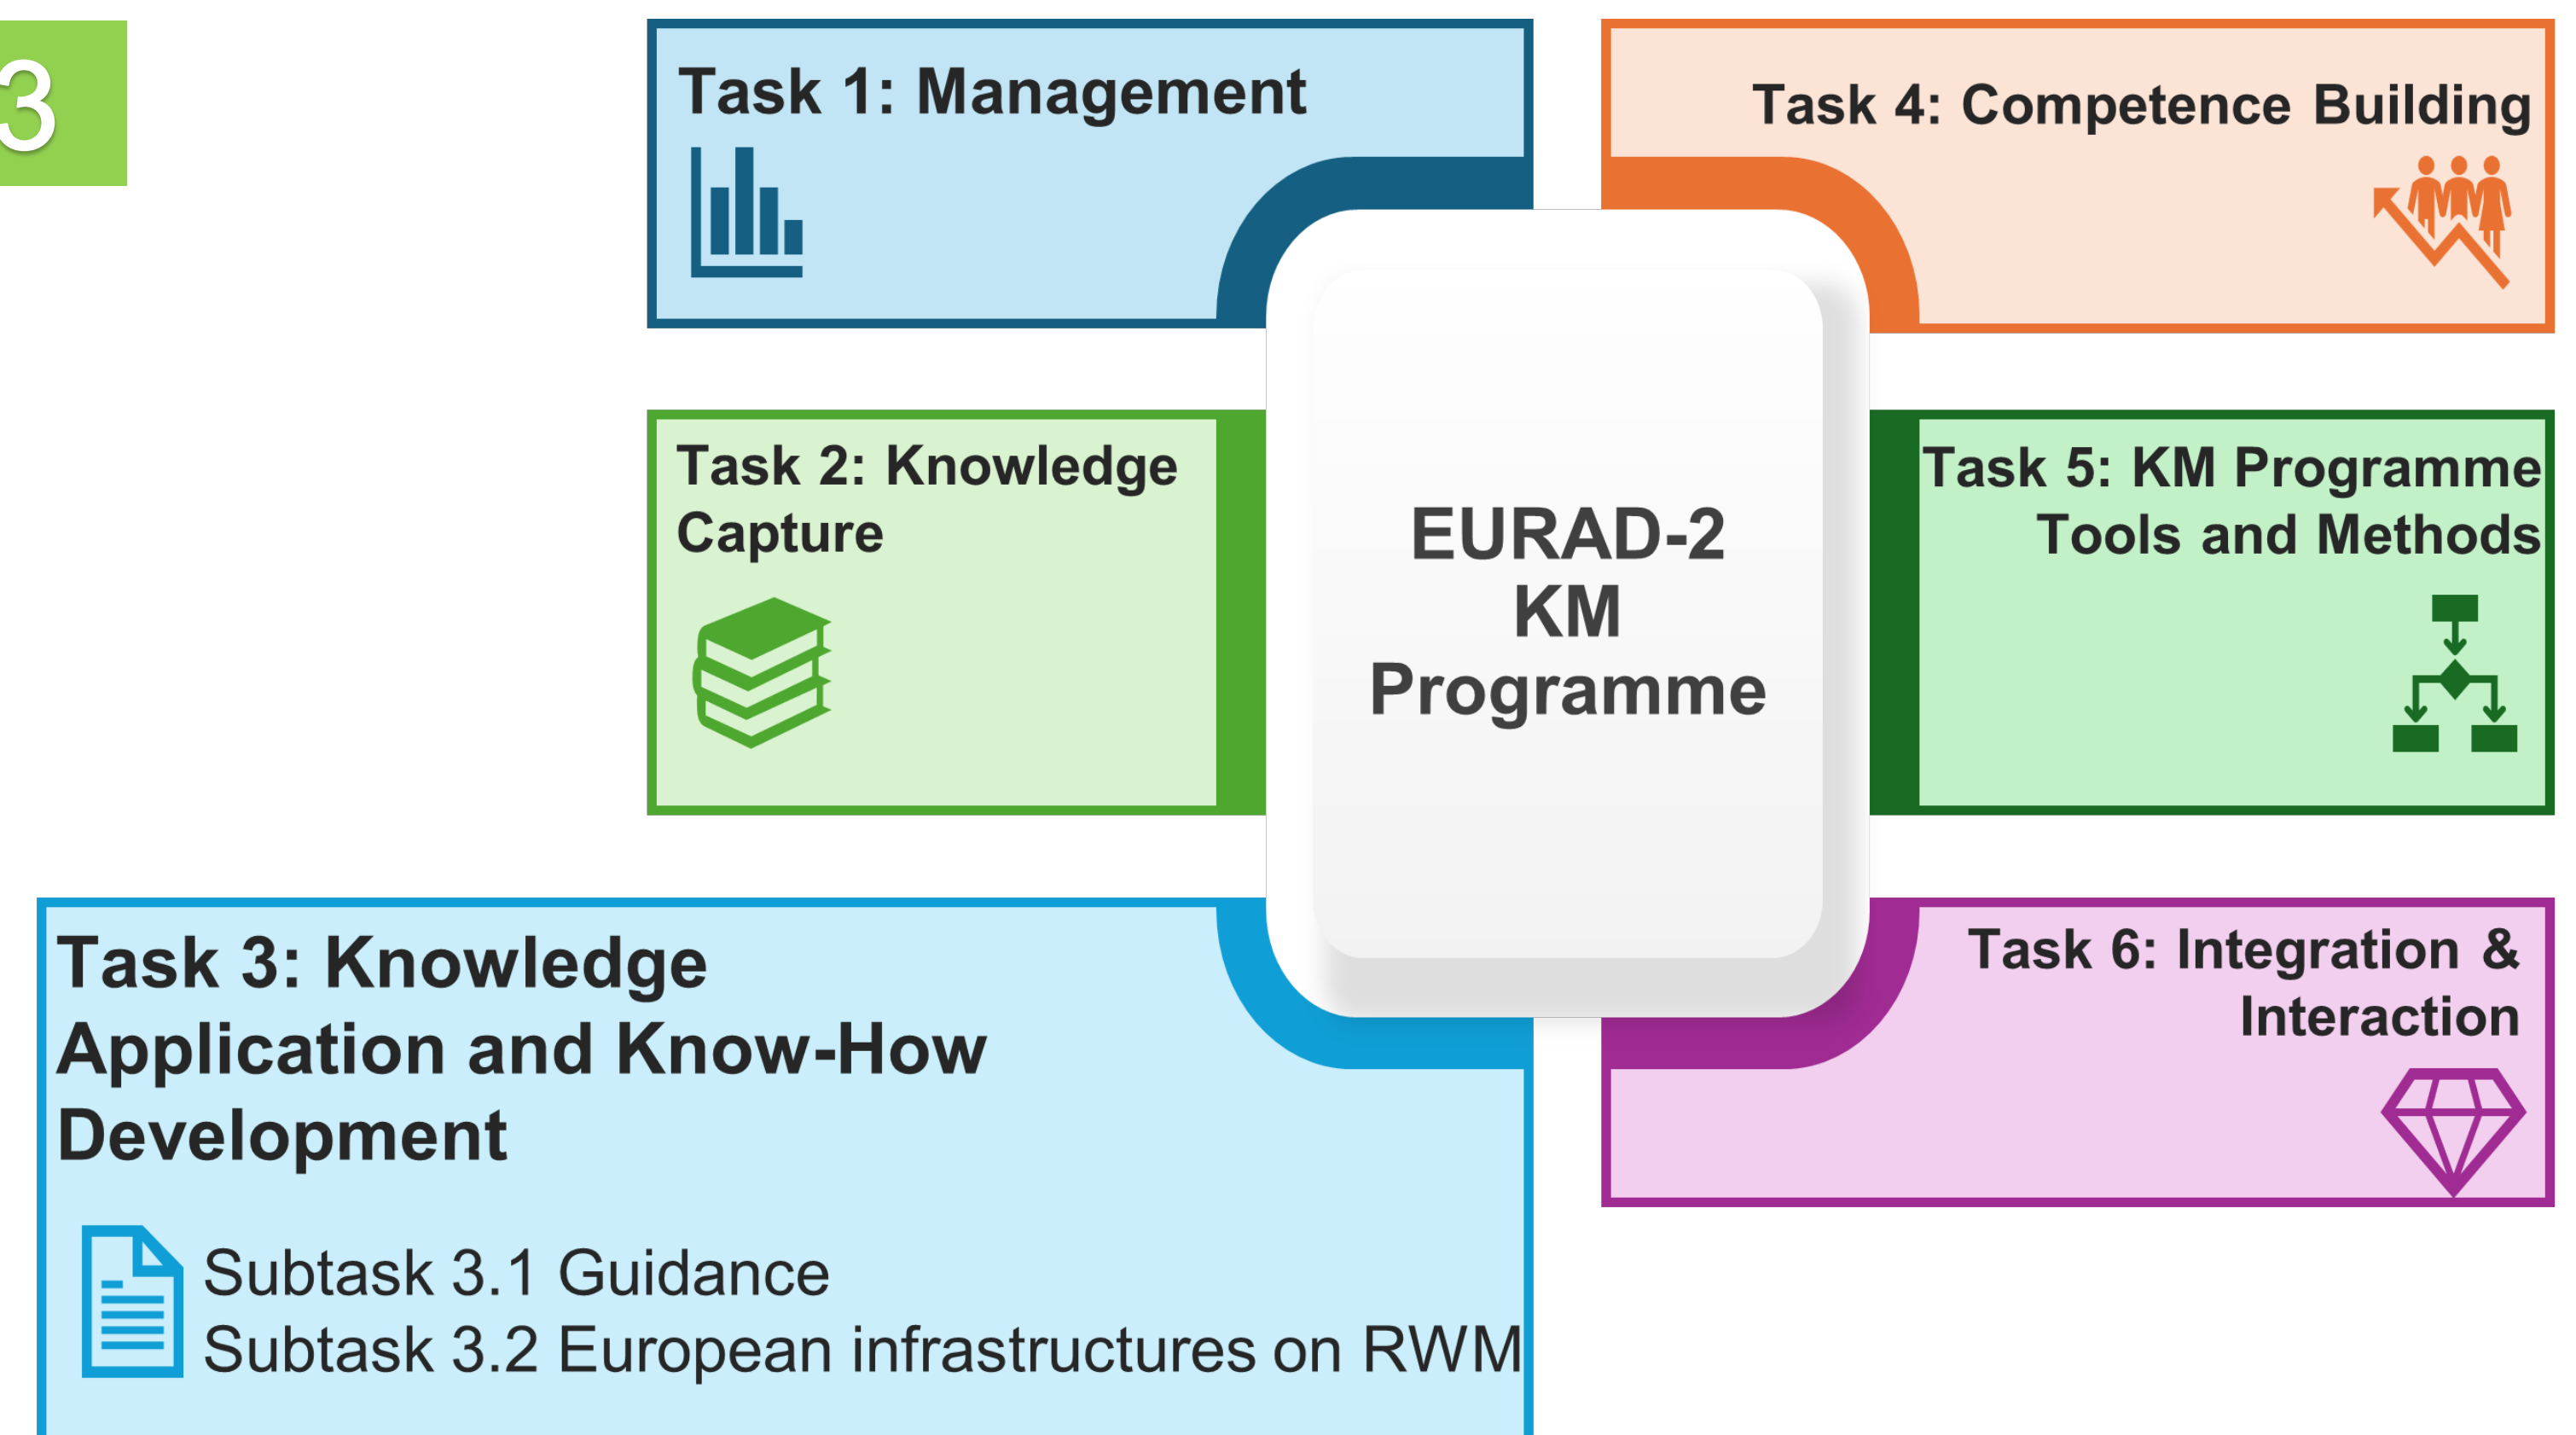 3
Task 1: Management
Task 2: Knowledge
Capture
Task 3: Knowledge
Application and Know-How
Development
Subtask 3.1 Guidance
Subtask 3.2 European infrastructures on RWM
EURAD-2
KM
Programme
Task 4: Competence Building
Task 5: KM Programme
Tools and Methods
Task 6: Integration &
Interaction